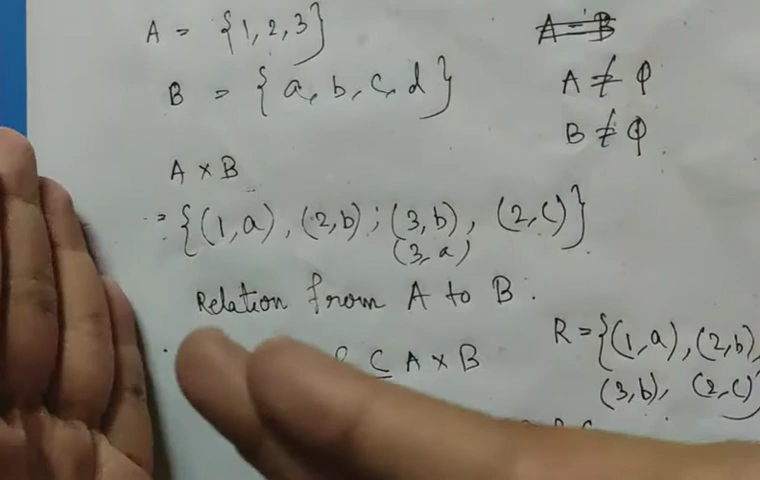 A = {1, 2, 3}
B = {a, b, c, d}
A = B
A ≠ φ
B ≠ φ
A × B
= {(1, a), (2, b); (3, b), (2, c)}
(3, a)
Relation from A to B :
⊆ A × B
R = {(1, a), (2, b),
(3, b), (2, c)